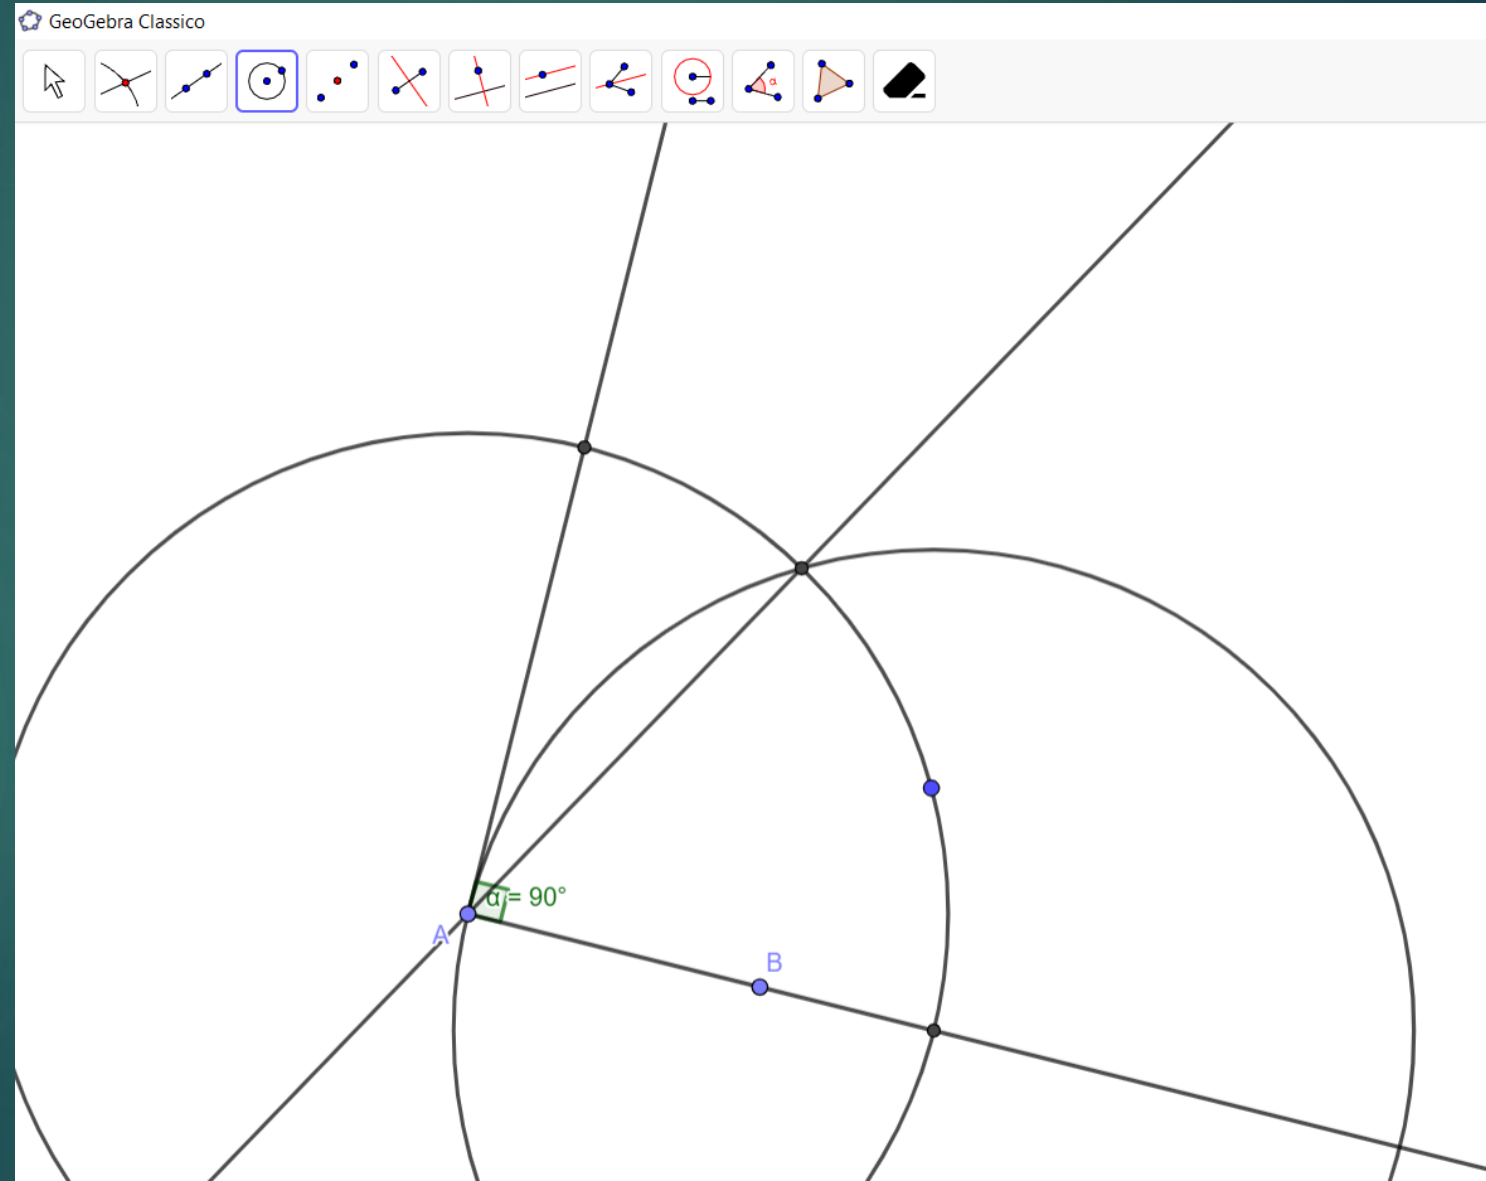 GeoGebra Classico
α
α = 90°
A
B